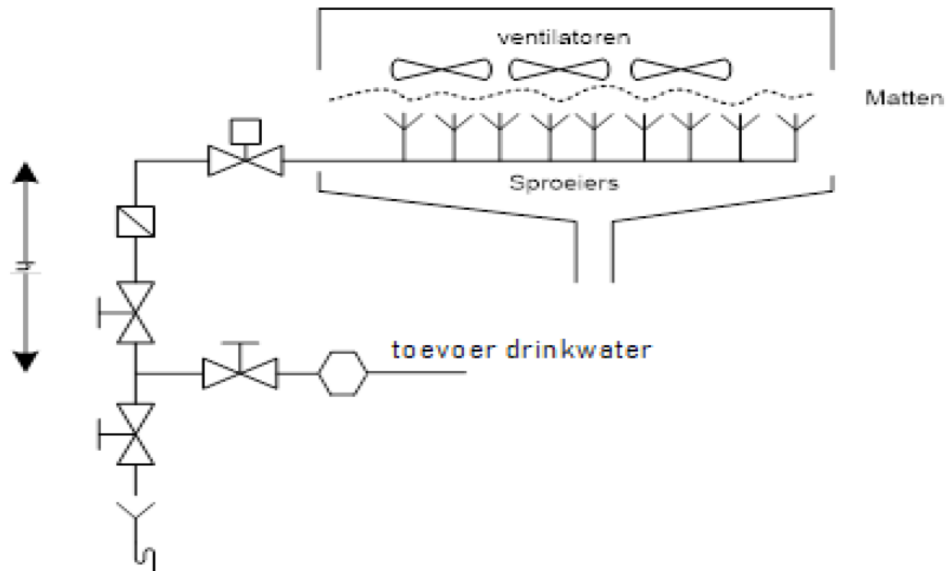 ventilatoren
Matten
Sproeiers
H
toevoer drinkwater